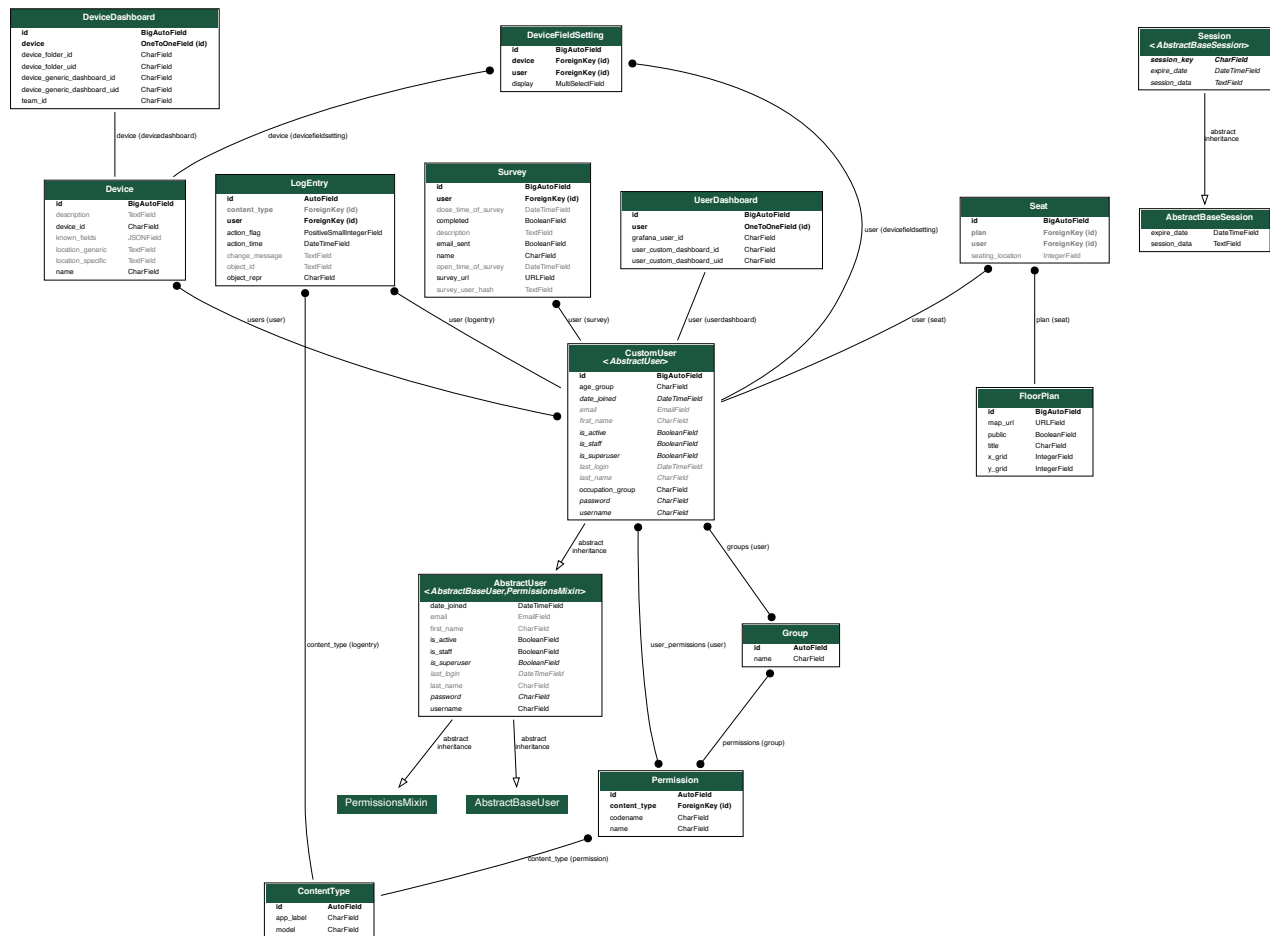 DeviceDashboard
id BigAutoField
device OneToOneField (id)
device_folder_id CharField
device_folder_uid CharField
device_generic_dashboard_id CharField
device_generic_dashboard_uid CharField
team_id CharField
DeviceFieldSetting
id BigAutoField
device ForeignKey (id)
user ForeignKey (id)
display MultiSelectField
Session
<AbstractBaseSession>
session_key CharField
expire_date DateTimeField
session_data TextField
device (devicedashboard)
device (devicefieldsetting)
abstract
inheritance
Device
id BigAutoField
description TextField
device_id CharField
known_fields JSONField
location_generic TextField
location_specific TextField
name CharField
LogEntry
id AutoField
content_type ForeignKey (id)
user ForeignKey (id)
action_flag PositiveSmallIntegerField
action_time DateTimeField
change_message TextField
object_id TextField
object_repr CharField
Survey
id BigAutoField
user ForeignKey (id)
close_time_of_survey DateTimeField
completed BooleanField
description TextField
email_sent BooleanField
name CharField
open_time_of_survey DateTimeField
survey_url URLField
survey_user_hash TextField
UserDashboard
id BigAutoField
user OneToOneField (id)
grafana_user_id CharField
user_custom_dashboard_id CharField
user_custom_dashboard_uid CharField
user (devicefieldsetting)
Seat
id BigAutoField
plan ForeignKey (id)
user ForeignKey (id)
seating_location IntegerField
AbstractBaseSession
expire_date DateTimeField
session_data TextField
users (user)
user (logentry)
user (survey)
user (userdashboard)
user (seat)
plan (seat)
CustomUser
<AbstractUser>
id BigAutoField
age_group CharField
date_joined DateTimeField
email EmailField
first_name CharField
is_active BooleanField
is_staff BooleanField
is_superuser BooleanField
last_login DateTimeField
last_name CharField
occupation_group CharField
password CharField
username CharField
FloorPlan
id BigAutoField
map_url URLField
public BooleanField
title CharField
x_grid IntegerField
y_grid IntegerField
abstract
inheritance
groups (user)
AbstractUser
<AbstractBaseUser,PermissionsMixin>
date_joined DateTimeField
email EmailField
first_name CharField
is_active BooleanField
is_staff BooleanField
is_superuser BooleanField
last_login DateTimeField
last_name CharField
password CharField
username CharField
content_type (logentry)
user_permissions (user)
Group
id AutoField
name CharField
abstract
inheritance
abstract
inheritance
permissions (group)
PermissionsMixin
AbstractBaseUser
Permission
id AutoField
content_type ForeignKey (id)
codename CharField
name CharField
content_type (permission)
ContentType
id AutoField
app_label CharField
model CharField